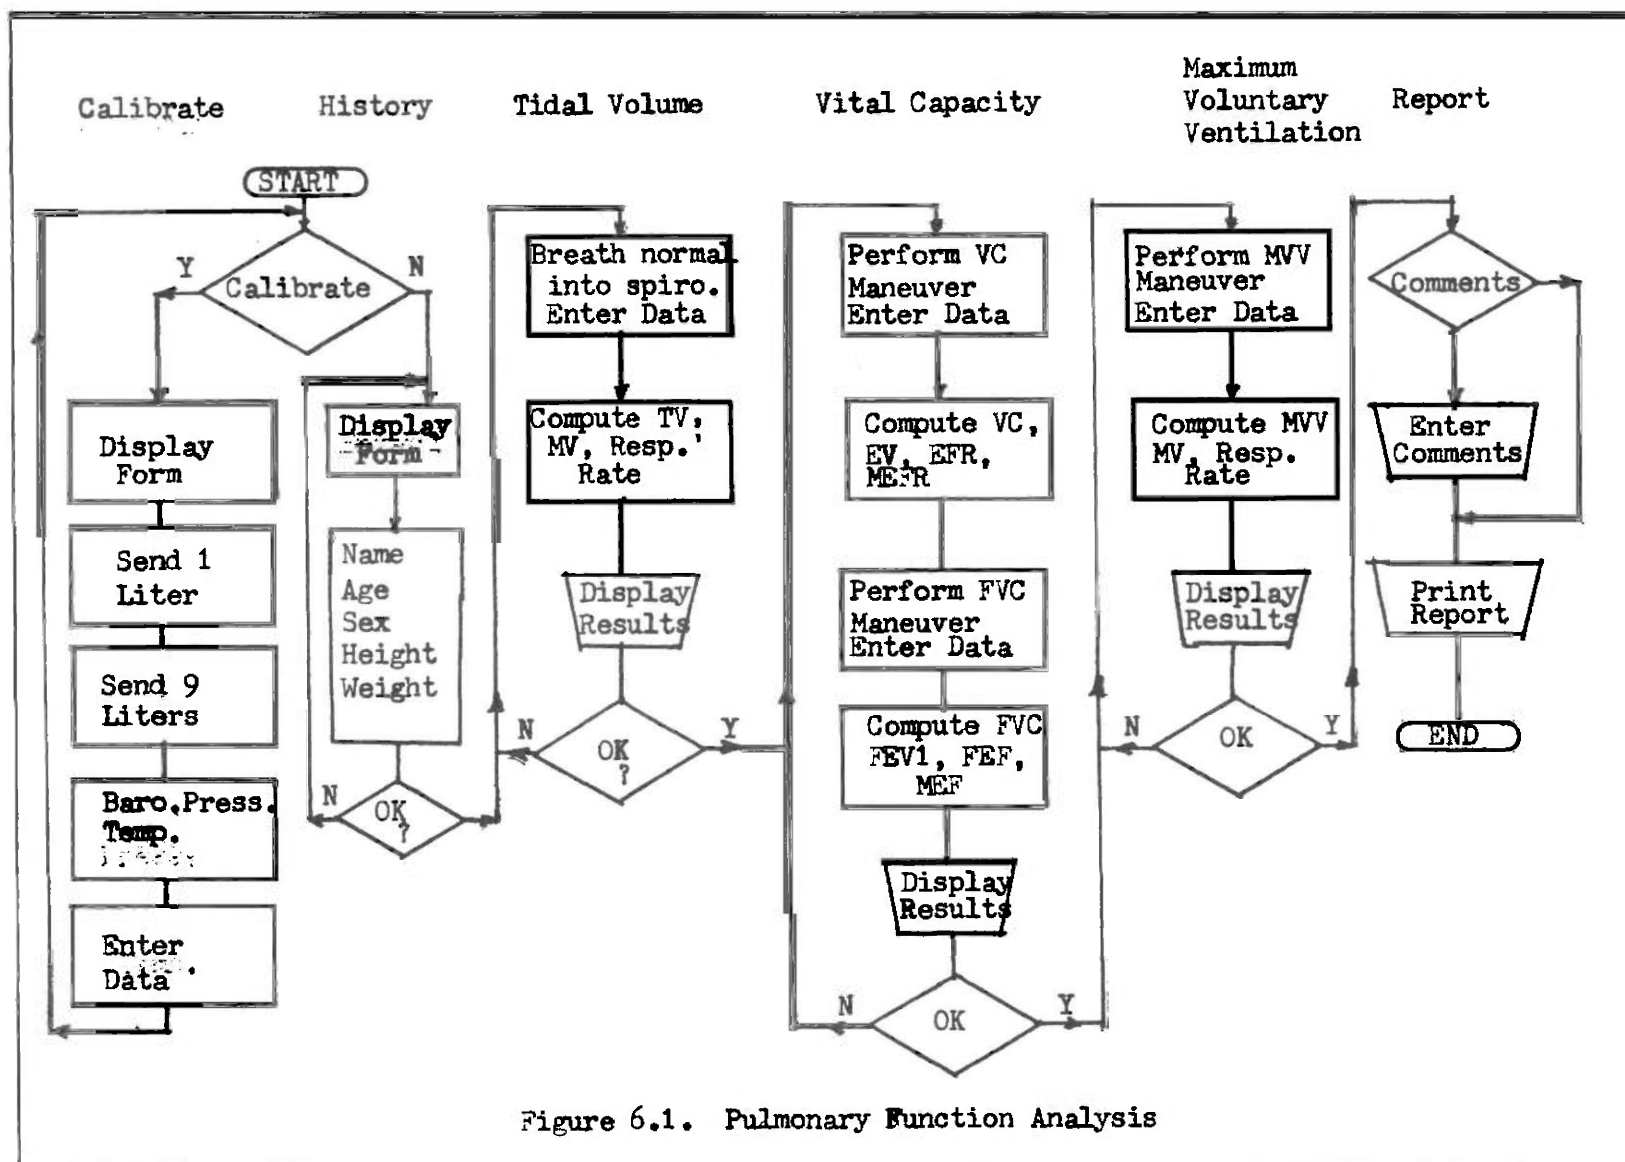 Calibrate
History
Tidal Volume
Vital Capacity
Maximum
Voluntary
Ventilation
Report
START
Calibrate
Y
N
Display
Form
Send 1
Liter
Send 9
Liters
Baro.Press.
Temp.
Enter
Data
Display
Form
Name
Age
Sex
Height
Weight
OK
?
N
Breath normal
into spiro.
Enter Data
Compute TV,
MV, Resp.
Rate
Display
Results
OK
?
N
Y
Perform VC
Maneuver
Enter Data
Compute VC,
EV, EFR,
MEFR
Perform FVC
Maneuver
Enter Data
Compute FVC
FEV1, FEF,
MEF
Display
Results
OK
N
Y
Perform MVV
Maneuver
Enter Data
Compute MVV
MV, Resp.
Rate
Display
Results
OK
N
Y
Comments
Enter
Comments
Print
Report
END
Figure 6.1. Pulmonary Function Analysis